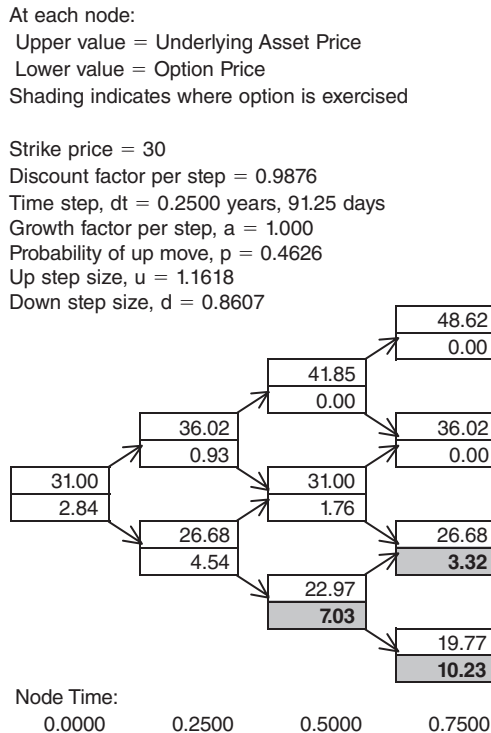 At each node:
Upper value = Underlying Asset Price
Lower value = Option Price
Shading indicates where option is exercised
Strike price = 30
Discount factor per step = 0.9876
Time step, dt = 0.2500 years, 91.25 days
Growth factor per step, a = 1.000
Probability of up move, p = 0.4626
Up step size, u = 1.1618
Down step size, d = 0.8607
48.62
0.00
41.85
0.00
36.02
0.93
36.02
0.00
31.00
2.84
31.00
1.76
26.68
4.54
26.68
3.32
22.97
7.03
19.77
10.23
Node Time:
0.0000 0.2500 0.5000 0.7500